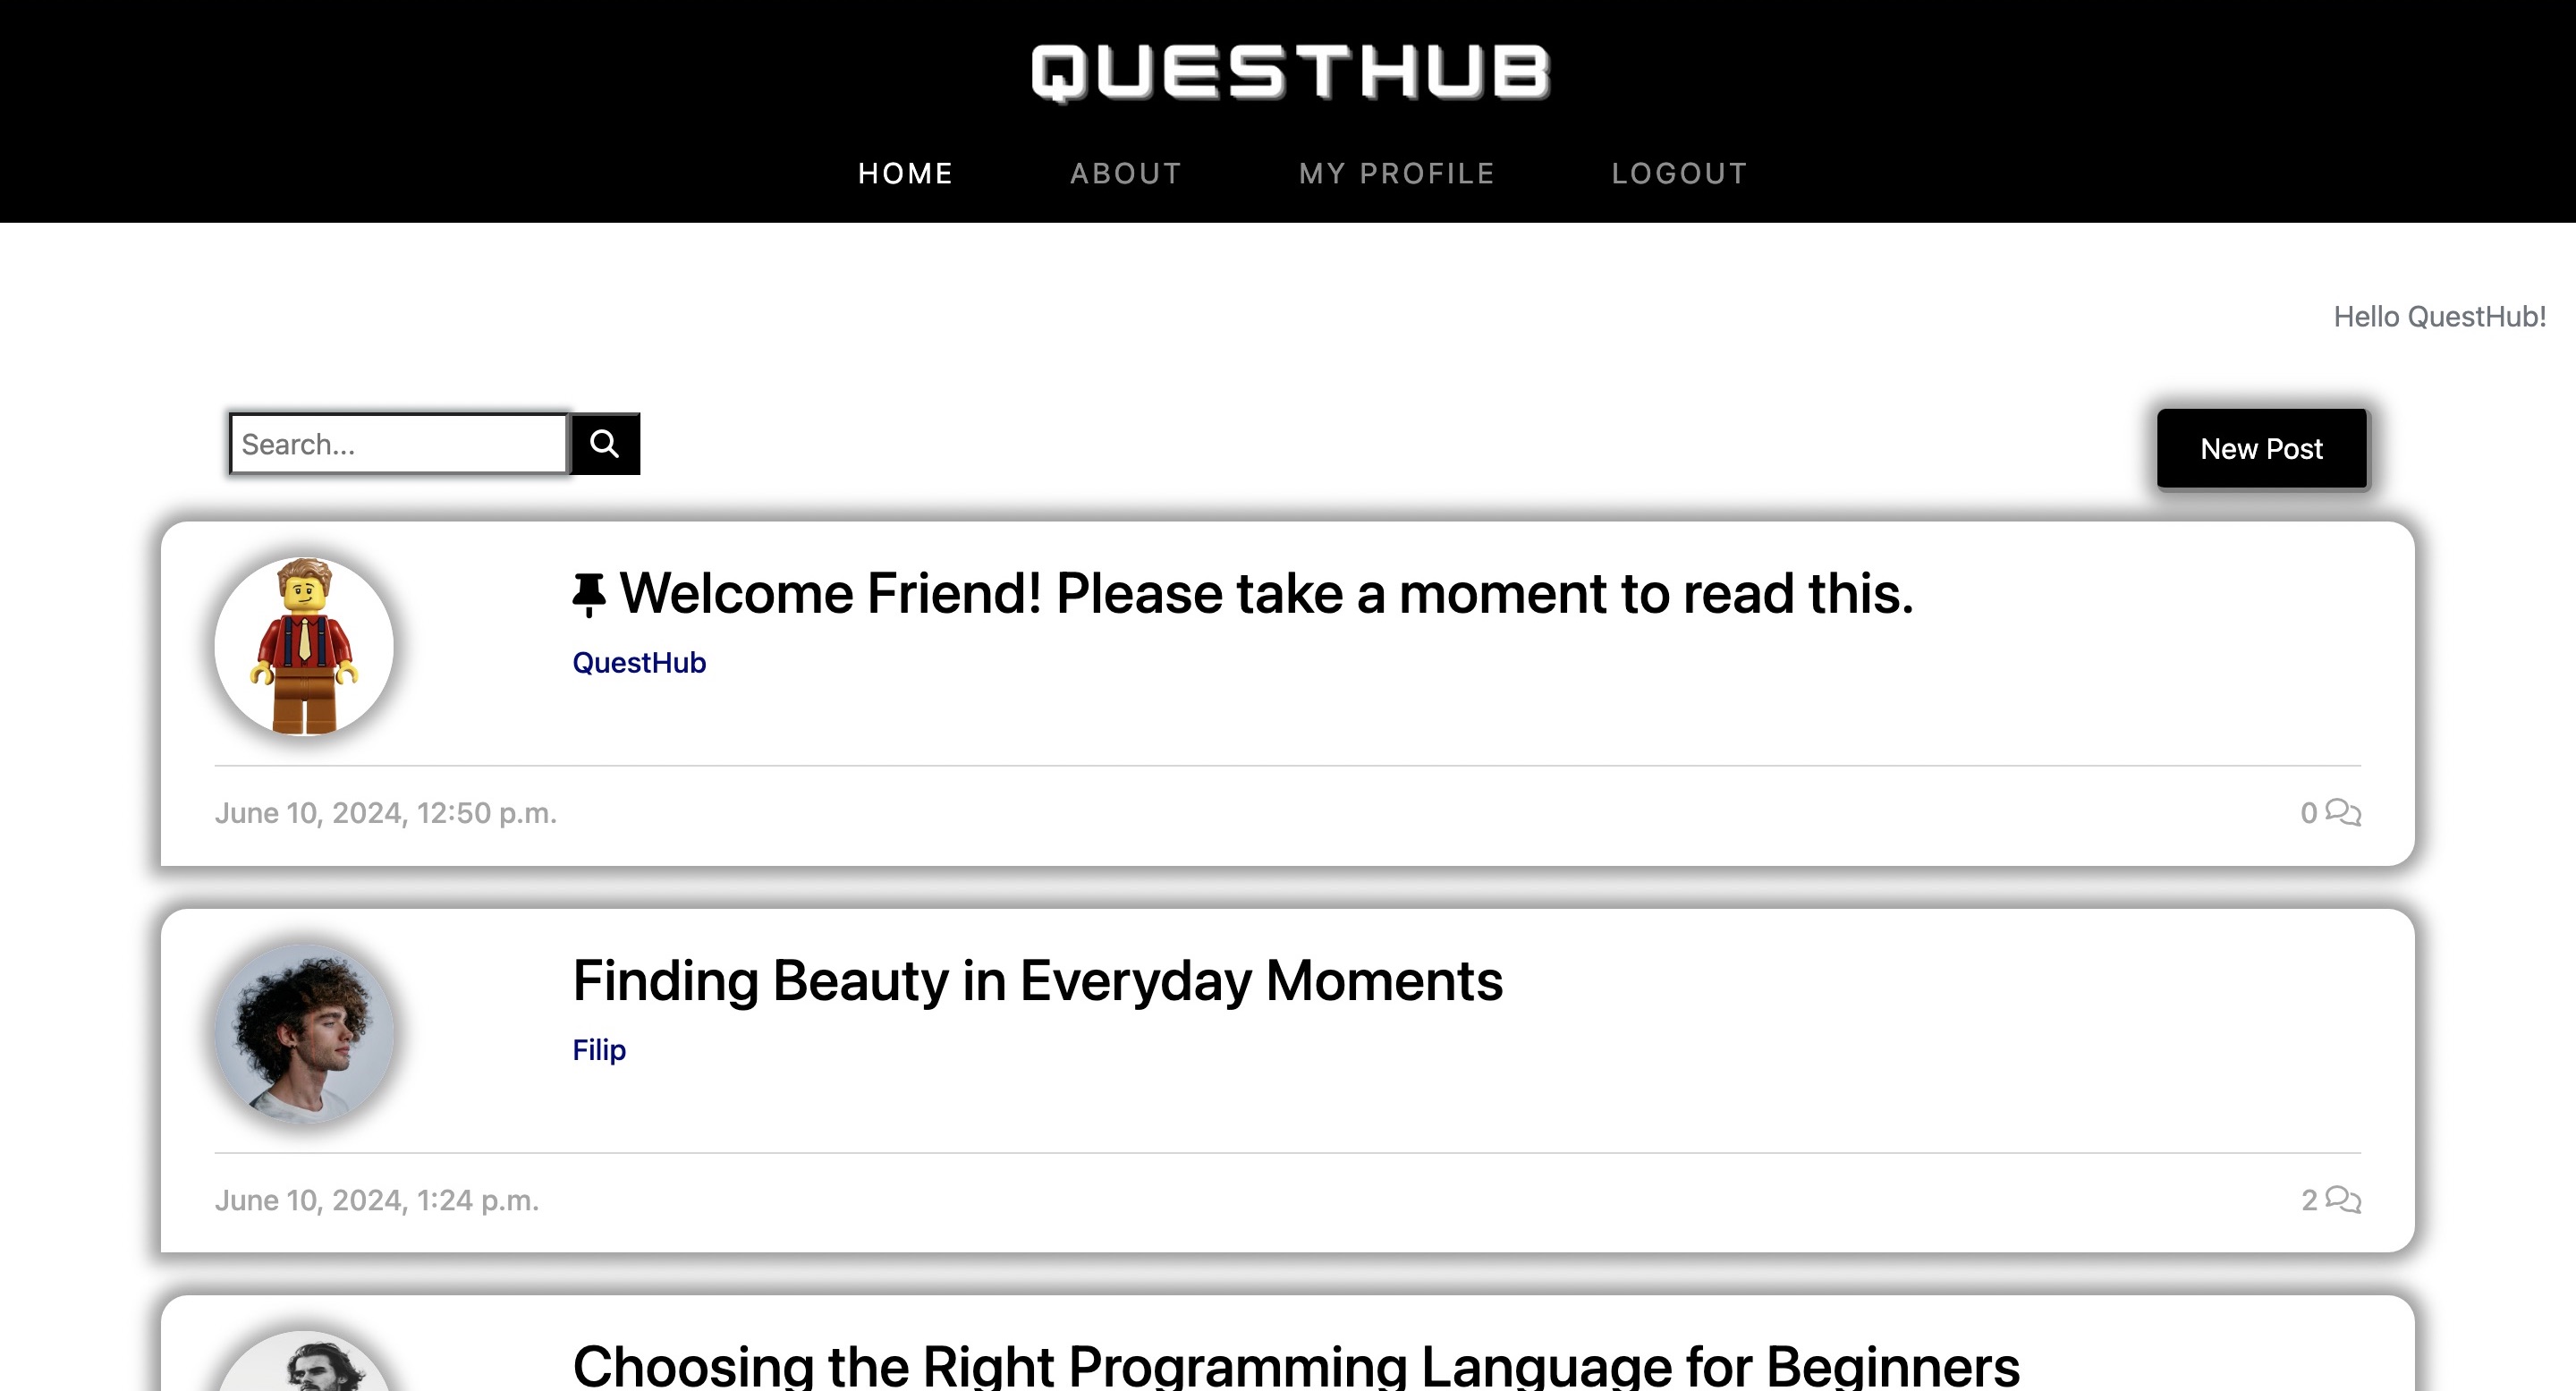 QUESTHUB
HOME ABOUT MY PROFILE LOGOUT
Hello QuestHub!
Search...
New Post
Welcome Friend! Please take a moment to read this.
QuestHub
June 10, 2024, 12:50 p.m.
0
Finding Beauty in Everyday Moments
Filip
June 10, 2024, 1:24 p.m.
2
Choosing the Right Programming Language for Beginners